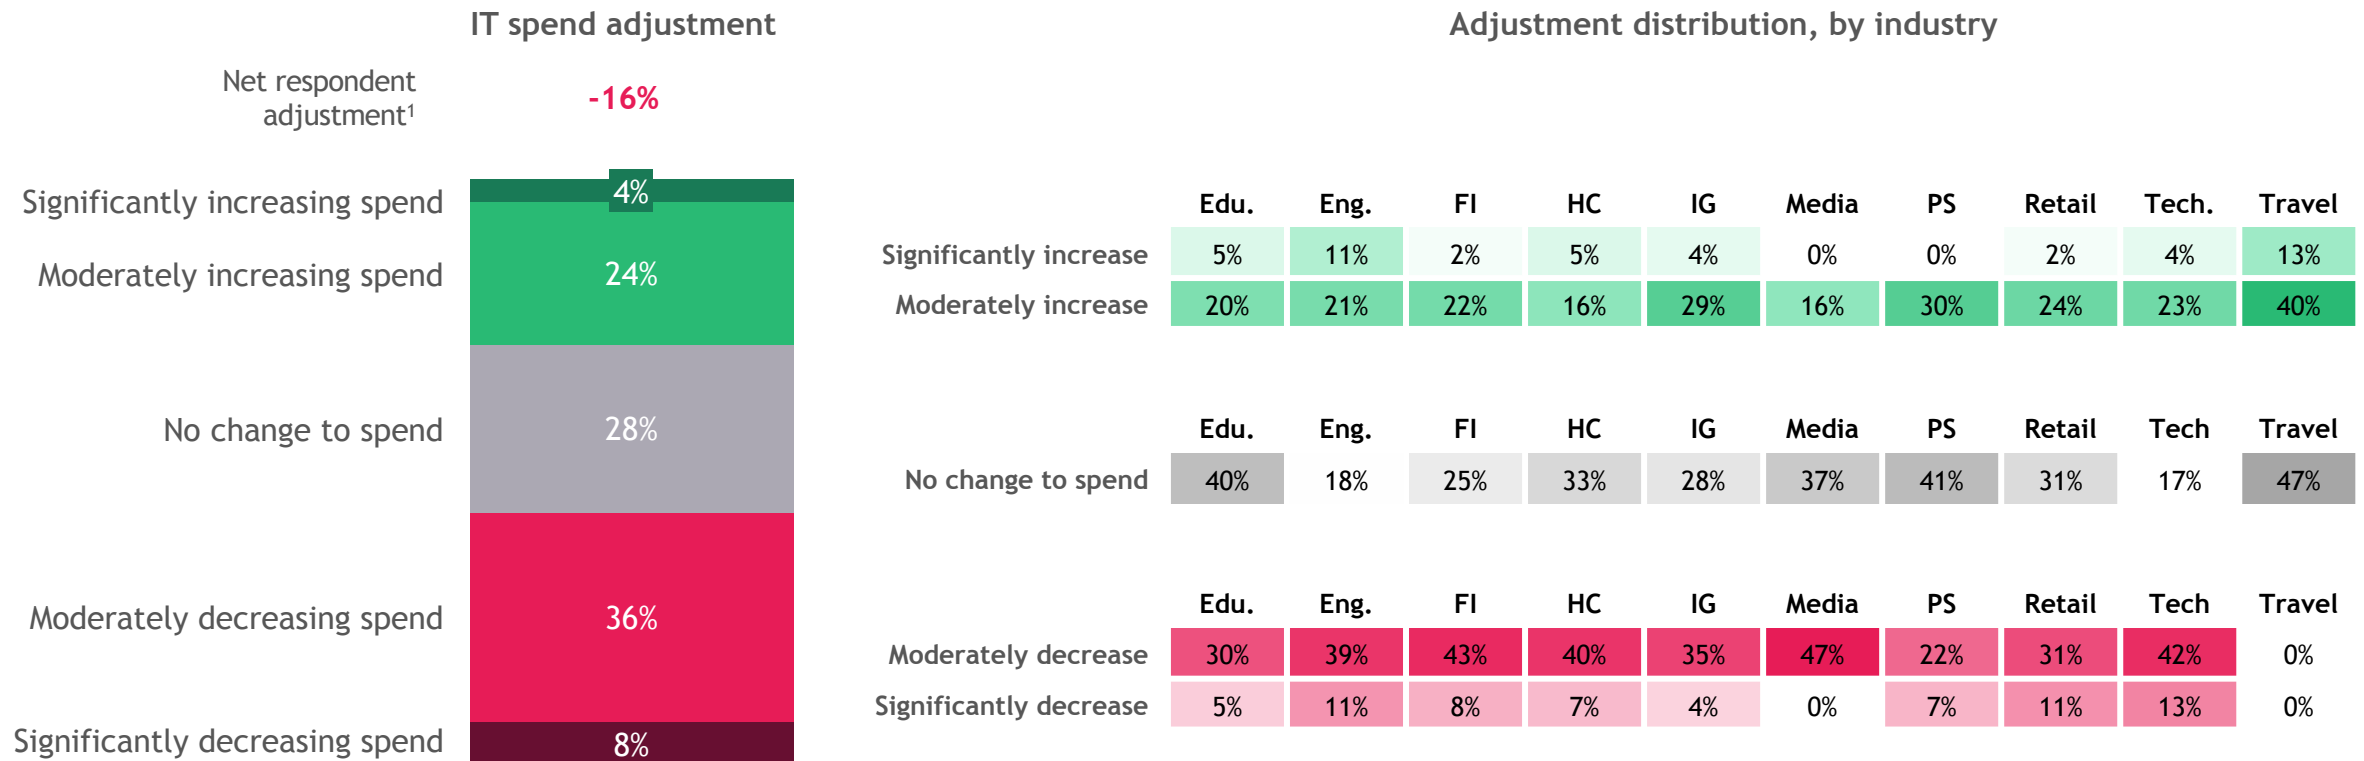 IT spend adjustment
Net respondent
adjustment¹
-16%
Significantly increasing spend
4%
Moderately increasing spend
24%
No change to spend
28%
Moderately decreasing spend
36%
Significantly decreasing spend
8%
Adjustment distribution, by industry
Edu. Eng. FI HC IG Media PS Retail Tech. Travel
Significantly increase 5% 11% 2% 5% 4% 0% 0% 2% 4% 13%
Moderately increase 20% 21% 22% 16% 29% 16% 30% 24% 23% 40%
Edu. Eng. FI HC IG Media PS Retail Tech Travel
No change to spend 40% 18% 25% 33% 28% 37% 41% 31% 17% 47%
Edu. Eng. FI HC IG Media PS Retail Tech Travel
Moderately decrease 30% 39% 43% 40% 35% 47% 22% 31% 42% 0%
Significantly decrease 5% 11% 8% 7% 4% 0% 7% 11% 13% 0%